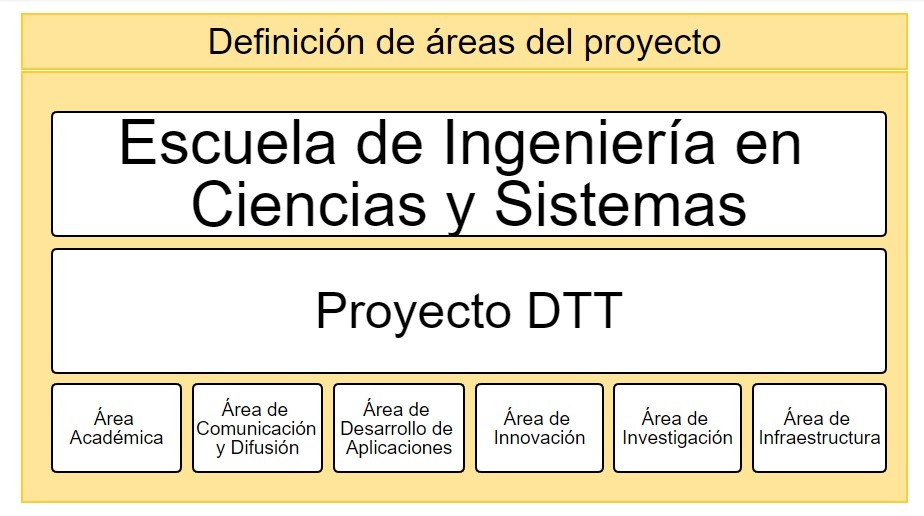 Definición de áreas del proyecto
Escuela de Ingeniería en
Ciencias y Sistemas
Proyecto DTT
Área
Académica
Área de
Comunicación
y Difusión
Área de
Desarrollo de
Aplicaciones
Área de
Innovación
Área de
Investigación
Área de
Infraestructura